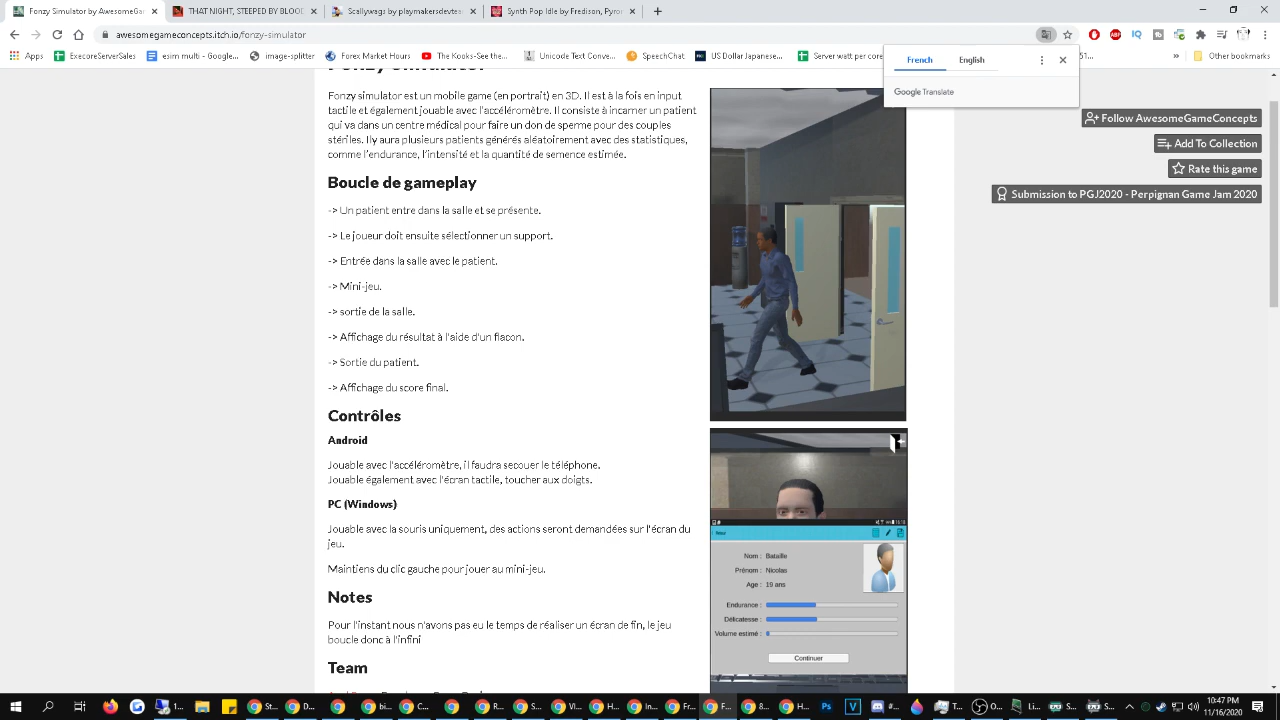 Fonzy Simulator by AwesomeGa
THAT NIGHT, STEEPED BY BLOOD
Scallywag by plasmakersdextee
Synth Pop Idle by Fredison, Pyror
awesomegameconcepts.itch.io/fonzy-simulator
Apps
ExecoreServerSales
esim multi - Google...
image-splitter
Corsair Memory Fo...
The Kooks-See the...
Unicode Text Conve...
SpeechChat
US Dollar Japanese...
Server watt per core
Other bookmarks
French
English
Google Translate
Follow AwesomeGameConcepts
Add To Collection
Rate this game
Submission to PGJ2020 - Perpignan Game Jam 2020
Fonzy simulator est un mobile game (en portrait) en 3D. Il est à la fois en input
tactile et également jouable avec de l'accéléromètre. Il consiste à incarner un patient
qui va dans un centre médical pour faire un don de sperme pour des couples
stériles. Il y aura plusieurs patients générés aléatoirement avec des statistiques,
comme l'endurance, l'intensité et la quantité de semence estimée.
Boucle de gameplay
-> Un patient entre dans la salle et se présente.
-> Le joueur doit ensuite sélectionner un support.
-> Entrée dans la salle avec le patient.
-> Mini-jeu.
-> sortie de la salle.
-> Affichage du résultat à l'aide d'un flacon.
-> Sortie du patient.
-> Affichage du score final.
Contrôles
Android
Jouable avec l'accéléromètre, il faudra secouer le téléphone.
Jouable également avec l'écran tactile, toucher aux doigts.
PC (Windows)
Jouable avec la souris uniquement, des actions seront demandées sur l'écran du
jeu.
Maintiens du clic gauche pour jouer au mini-jeu.
Notes
Pour l'instant nous n'avons pas eu le temps de réaliser un écran de fin, le jeu
boucle donc à l'infini
Team
Nom : Bataille
Prénom : Nicolas
Age : 19 ans
Endurance :
Délicatesse :
Volume estimé :
Continuer
10:47 PM
11/16/2020